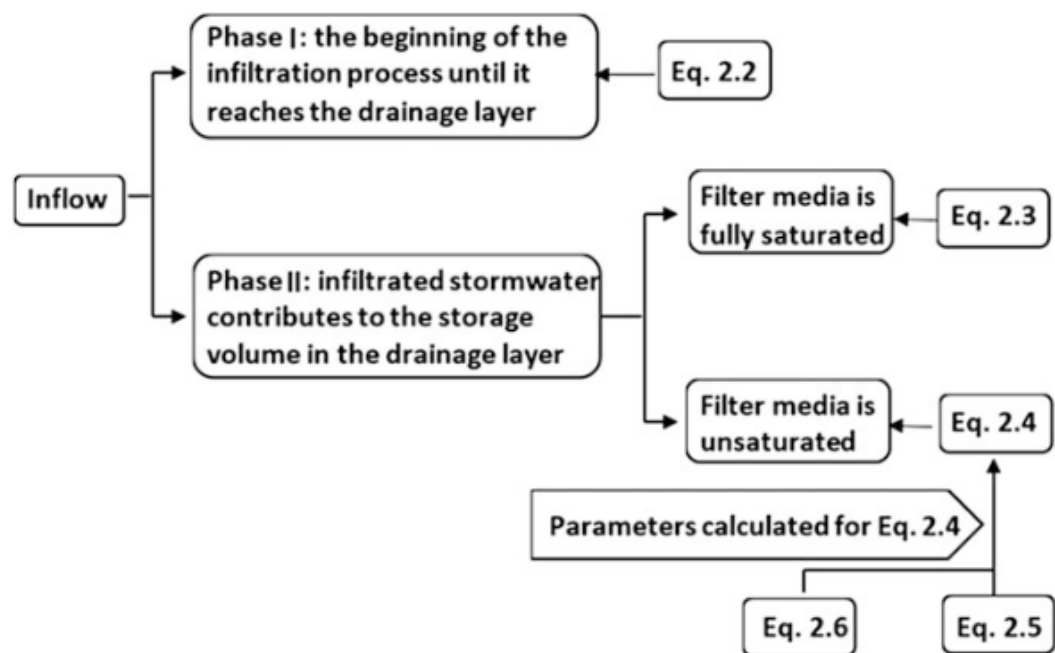 Phase I: the beginning of the
infiltration process until it
reaches the drainage layer
Eq. 2.2
Inflow
Filter media is
fully saturated
Eq. 2.3
Phase II: infiltrated stormwater
contributes to the storage
volume in the drainage layer
Filter media is
unsaturated
Eq. 2.4
Parameters calculated for Eq. 2.4
Eq. 2.6
Eq. 2.5